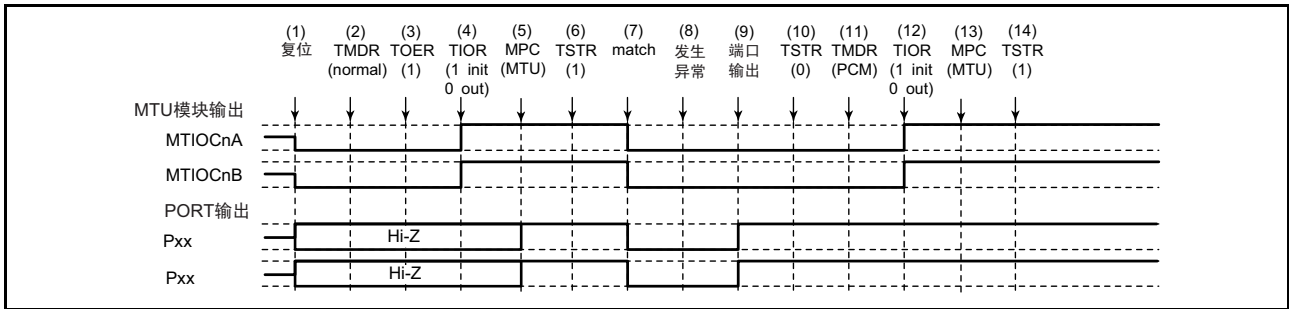 (1) (2) (3) (4) (5) (6) (7) (8) (9) (10) (11) (12) (13) (14)
复位 TMDR TOER TIOR MPC TSTR match 发生 端口 TSTR TMDR TIOR MPC TSTR
(normal) (1) (1 init (MTU) (1) 异常 输出 (0) (PCM) (1 init (MTU) (1)
0 out) 0 out)
MTU模块输出
MTIOCnA
MTIOCnB
PORT输出
Pxx Hi-Z
Pxx Hi-Z